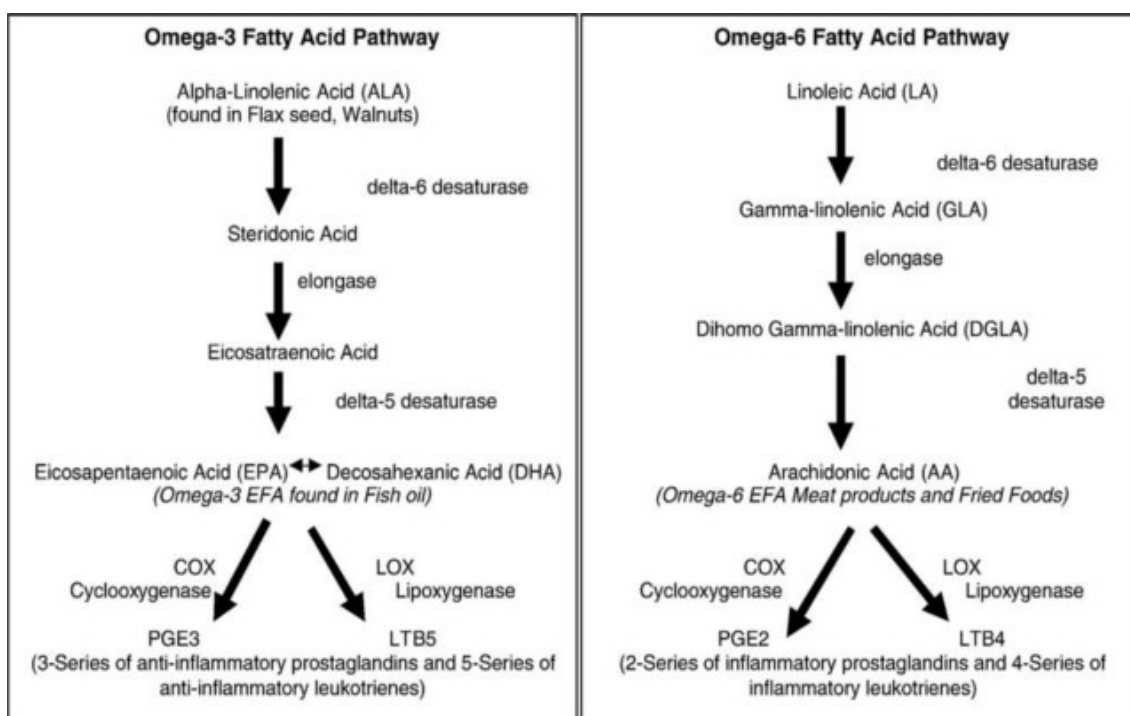 Omega-3 Fatty Acid Pathway
Alpha-Linolenic Acid (ALA)
(found in Flax seed, Walnuts)
delta-6 desaturase
Steridonic Acid
elongase
Eicosatraenoic Acid
delta-5 desaturase
Eicosapentaenoic Acid (EPA) Decosahexanic Acid (DHA)
(Omega-3 EFA found in Fish oil)
COX LOX
Cyclooxygenase Lipoxygenase
PGE3 LTB5
(3-Series of anti-inflammatory prostaglandins and 5-Series of
anti-inflammatory leukotrienes)
Omega-6 Fatty Acid Pathway
Linoleic Acid (LA)
delta-6 desaturase
Gamma-linolenic Acid (GLA)
elongase
Dihomo Gamma-linolenic Acid (DGLA)
delta-5
desaturase
Arachidonic Acid (AA)
(Omega-6 EFA Meat products and Fried Foods)
COX LOX
Cyclooxygenase Lipoxygenase
PGE2 LTB4
(2-Series of inflammatory prostaglandins and 4-Series of
inflammatory leukotrienes)